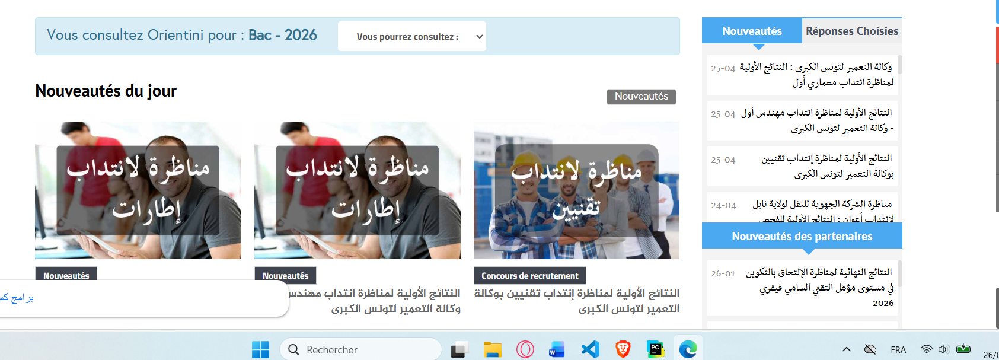 Vous consultez Orientini pour : Bac - 2026
Vous pourrez consultez :
Nouveautés du jour
Nouveautés
مناظرة لانتداب
إطارات
Nouveautés
مناظرة لانتداب
إطارات
Nouveautés
النتائج الأولية لمناظرة انتداب مهندس
وكالة التعمير لتونس الكبرى
مناظرة لانتداب
تقنيين
Concours de recrutement
النتائج الأولية لمناظرة إنتداب تقنيين بوكالة
التعمير لتونس الكبرى
برامج
Nouveautés
Réponses Choisies
وكالة التعمير لتونس الكبرى : النتائج الأولية 25-04
لمناظرة انتداب معماري أول
النتائج الأولية لمناظرة انتداب مهندس أول 25-04
- وكالة التعمير لتونس الكبرى
النتائج الأولية لمناظرة إنتداب تقنيين 25-04
بوكالة التعمير لتونس الكبرى
مناظرة الشركة الجهوية للنقل لولاية نابل 24-04
لانتداب أعوان : النتائج الأولية للفحص
Nouveautés des partenaires
النتائج النهائية لمناظرة الإلتحاق بالتكوين 26-01
في مستوى مؤهل التقني السامي فيفري
2026
Rechercher
W
PC
FRA
26/0